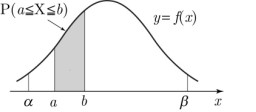 P(a≦X≦b)
y=f(x)
α a b β x